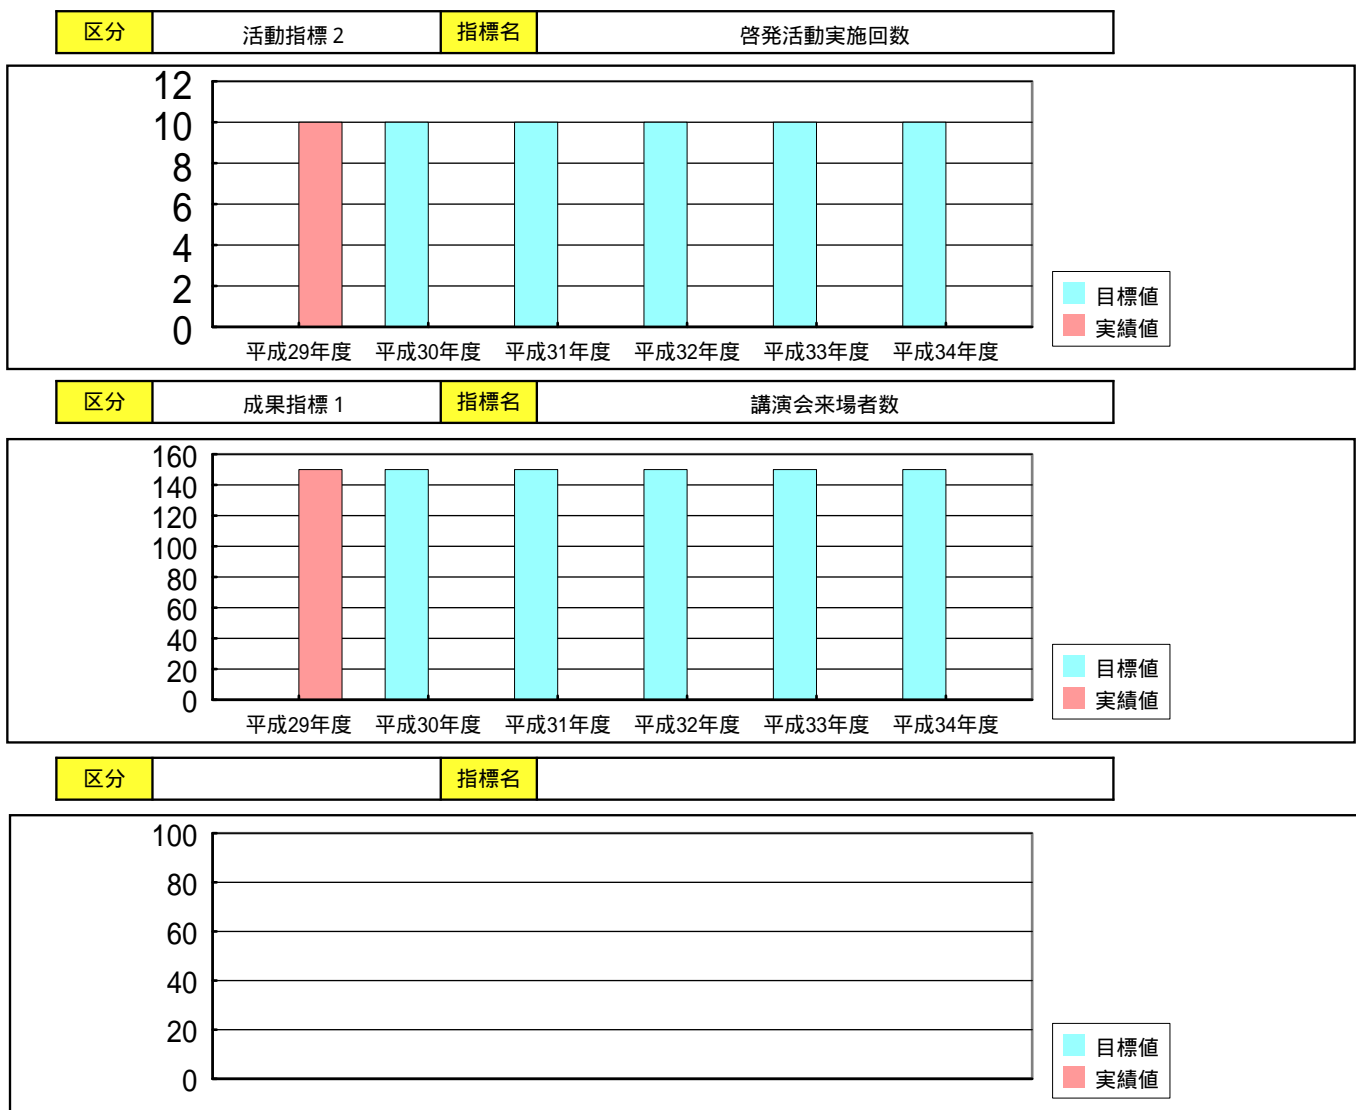 区分 活動指標2 指標名 啓発活動実施回数
12
10
8
6
4
2
0
平成29年度 平成30年度 平成31年度 平成32年度 平成33年度 平成34年度
目標値
実績値
区分 成果指標1 指標名 講演会来場者数
160
140
120
100
80
60
40
20
0
平成29年度 平成30年度 平成31年度 平成32年度 平成33年度 平成34年度
目標値
実績値
区分 指標名
100
80
60
40
20
0
目標値
実績値